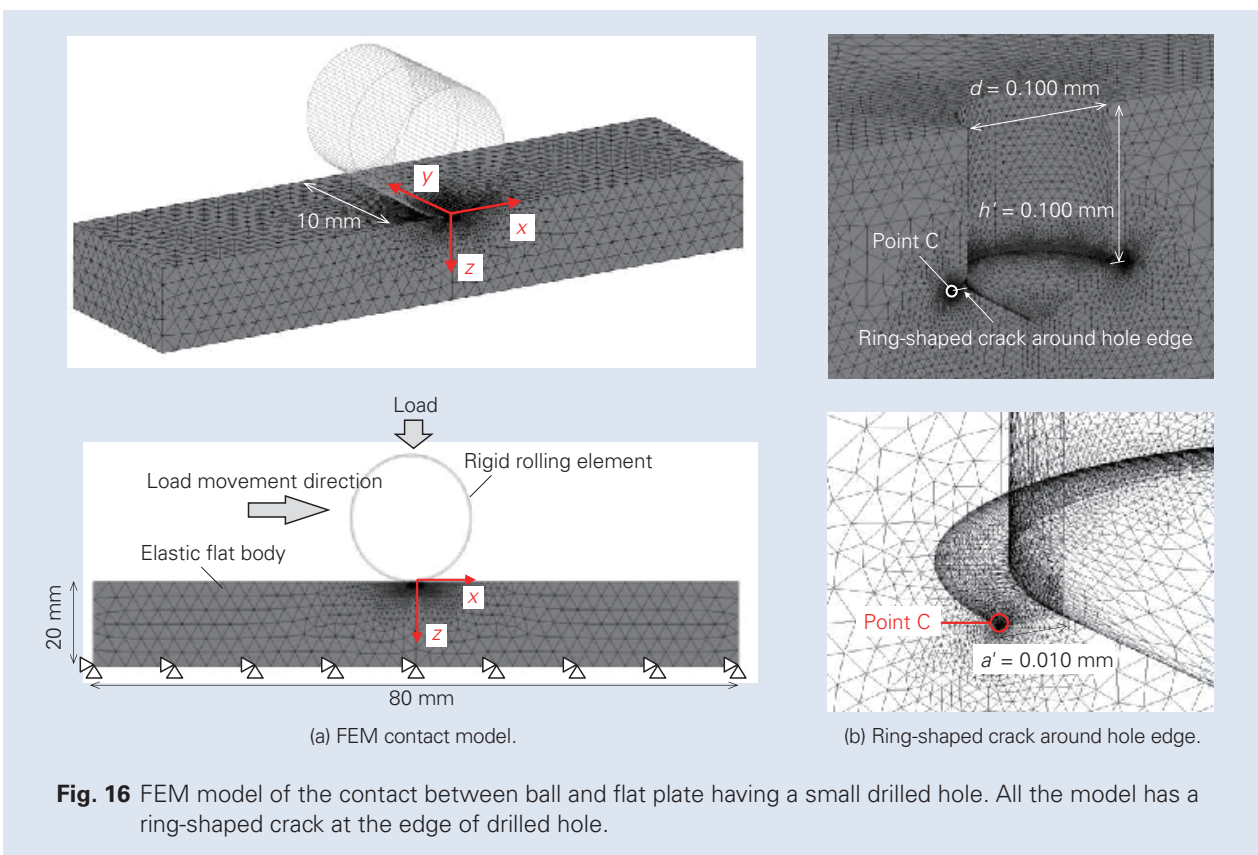 10 mm
y
x
z
d = 0.100 mm
h' = 0.100 mm
Point C
Ring-shaped crack around hole edge
Load
Load movement direction
Rigid rolling element
Elastic flat body
x
z
20 mm
80 mm
Point C
a' = 0.010 mm
(a) FEM contact model.
(b) Ring-shaped crack around hole edge.
Fig. 16 FEM model of the contact between ball and flat plate having a small drilled hole. All the model has a
ring-shaped crack at the edge of drilled hole.